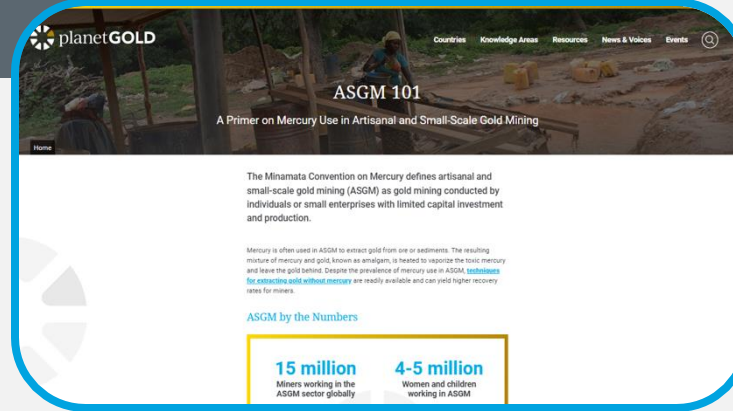 planetGOLD
Countries Knowledge Areas Resources News & Voices Events
ASGM 101
A Primer on Mercury Use in Artisanal and Small-Scale Gold Mining
Home
The Minamata Convention on Mercury defines artisanal and
small-scale gold mining (ASGM) as gold mining conducted by
individuals or small enterprises with limited capital investment
and production.
Mercury is often used in ASGM to extract gold from ore or sediments. The resulting
mixture of mercury and gold, known as amalgam, is heated to vaporize the toxic mercury
and leave the gold behind. Despite the prevalence of mercury use in ASGM, techniques
for extracting gold without mercury are readily available and can yield higher recovery
rates for miners.
ASGM by the Numbers
15 million 4-5 million
Miners working in the Women and children
ASGM sector globally working in ASGM